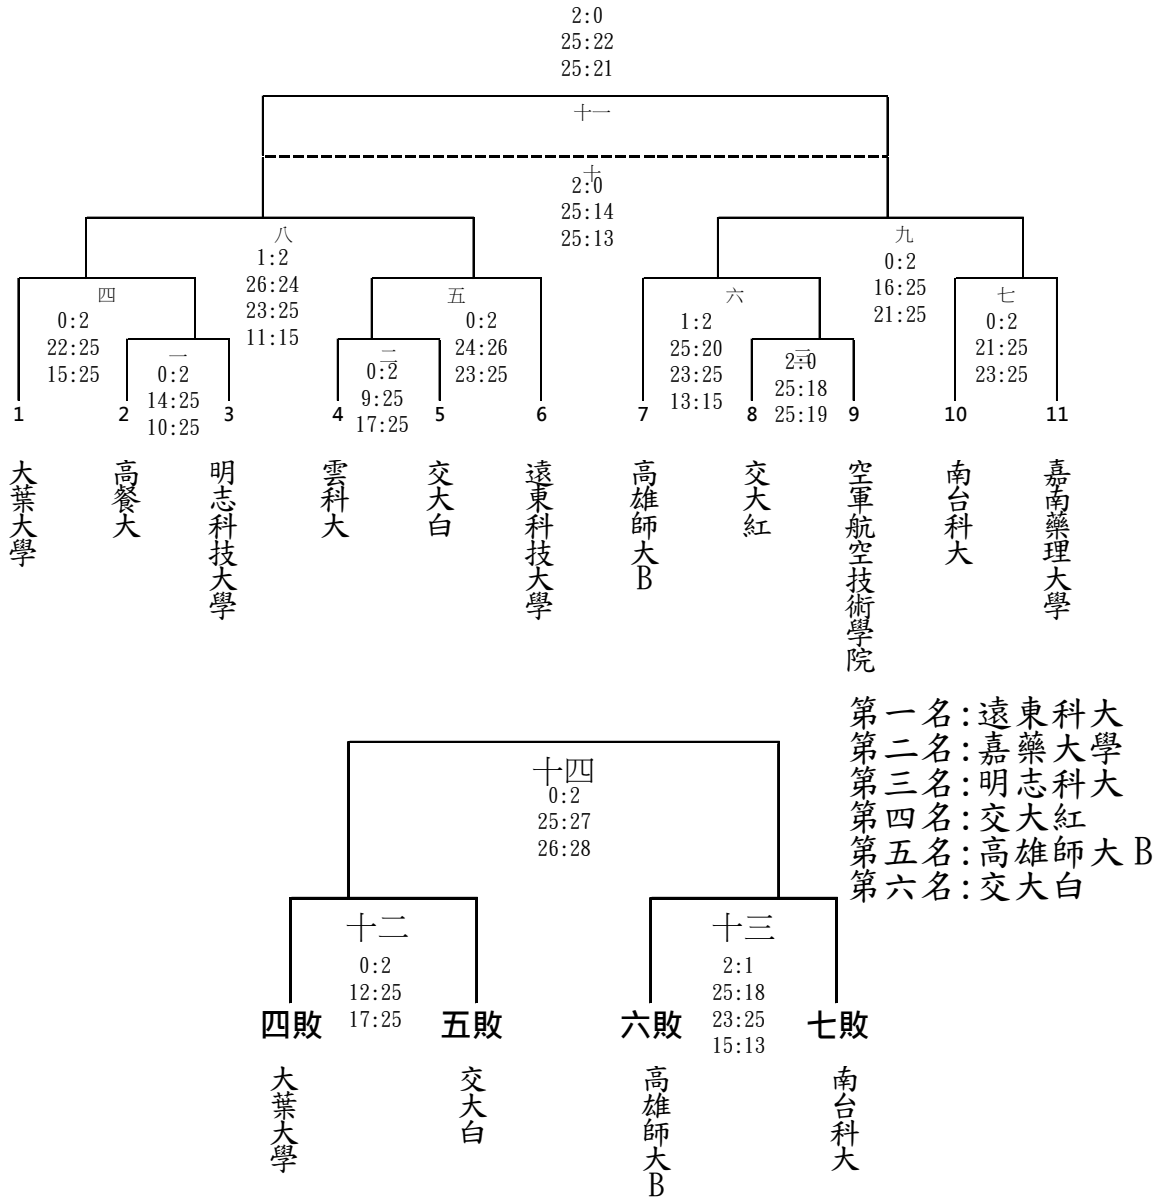 2:0
25:22
25:21
十一
十
2:0
25:14
25:13
八
1:2
26:24
23:25
11:15
九
0:2
16:25
21:25
四
0:2
22:25
15:25
五
0:2
24:26
23:25
六
1:2
25:20
23:25
13:15
七
0:2
21:25
23:25
一
0:2
14:25
10:25
二
0:2
9:25
17:25
三
2:0
25:18
25:19
1
2
3
4
5
6
7
8
9
10
11
大葉大學
高餐大
明志科技大學
雲科大
交大白
遠東科技大學
高雄師大B
交大紅
空軍航空技術學院
南台科大
嘉南藥理大學
第一名:遠東科大
第二名:嘉藥大學
第三名:明志科大
第四名:交大紅
第五名:高雄師大B
第六名:交大白
十四
0:2
25:27
26:28
十二
0:2
12:25
17:25
十三
2:1
25:18
23:25
15:13
四敗
五敗
六敗
七敗
大葉大學
交大白
高雄師大B
南台科大